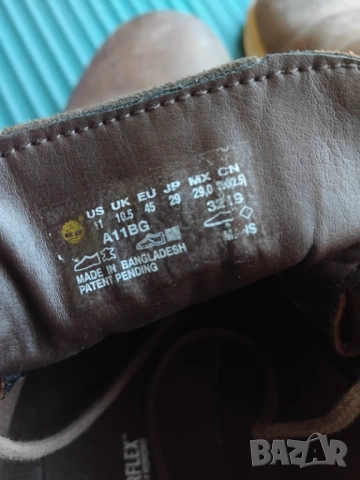 US UK EU JP MX CN
11 10.5 45 29 29.0
A11BG 3219
MADE IN BANGLADESH
PATENT PENDING
RFLEX™
BAZAR